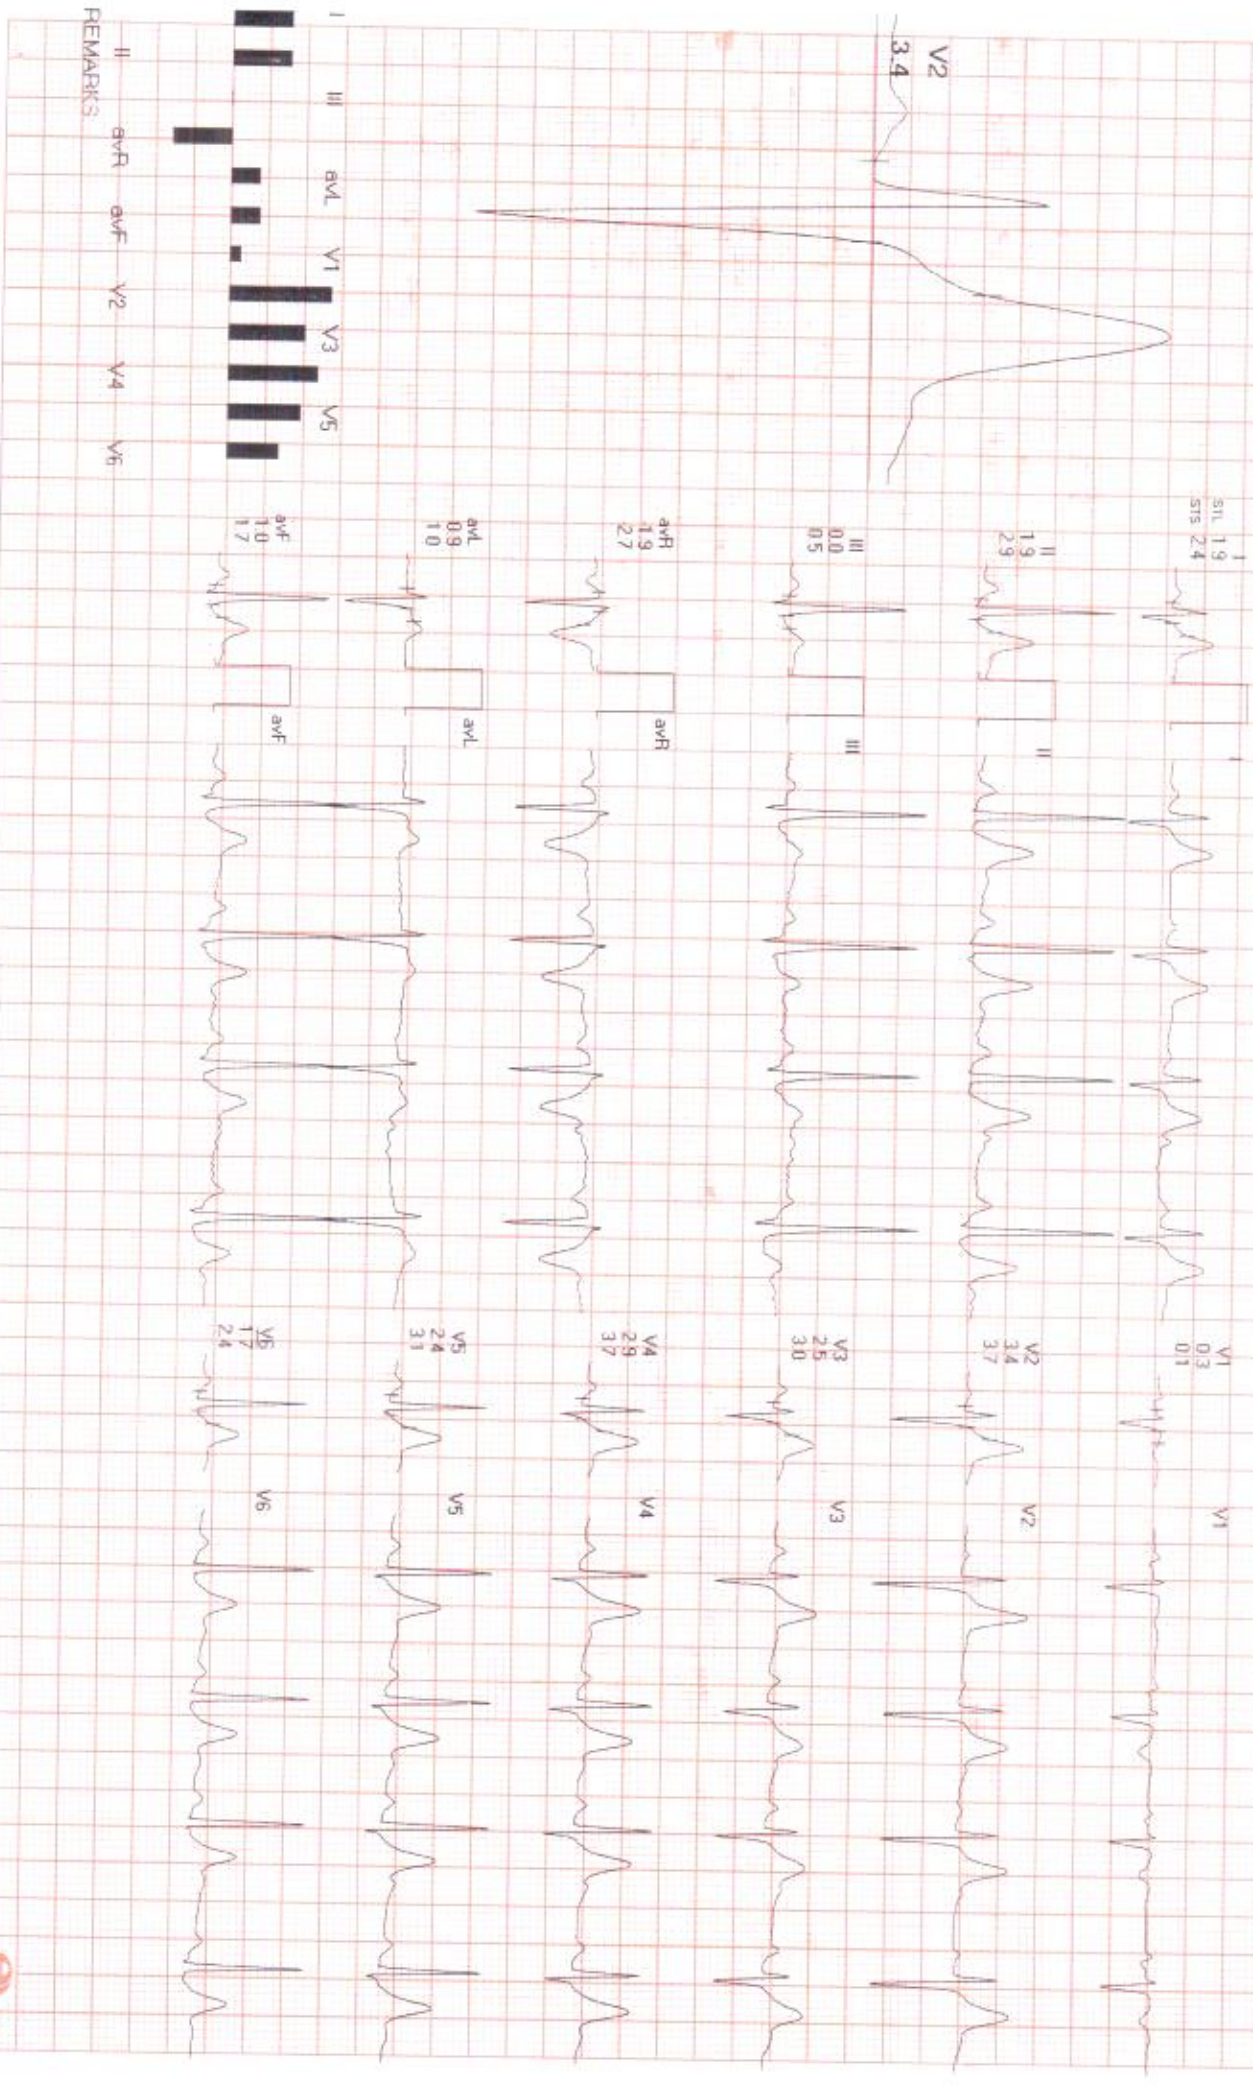 V2
3.4
I
II
III
avR
avL
avF
V1
V2
V3
V4
V5
V6
REMARKS
I
STL 1.9
STS 2.4
II
1.9
2.9
III
0.0
0.5
avR
-1.9
2.7
avL
0.9
1.0
avF
1.0
1.7
I
II
III
avR
avL
avF
V1
0.3
0.1
V2
3.4
3.7
V3
2.5
3.0
V4
2.9
3.7
V5
2.4
3.1
V6
1.7
2.4
V1
V2
V3
V4
V5
V6